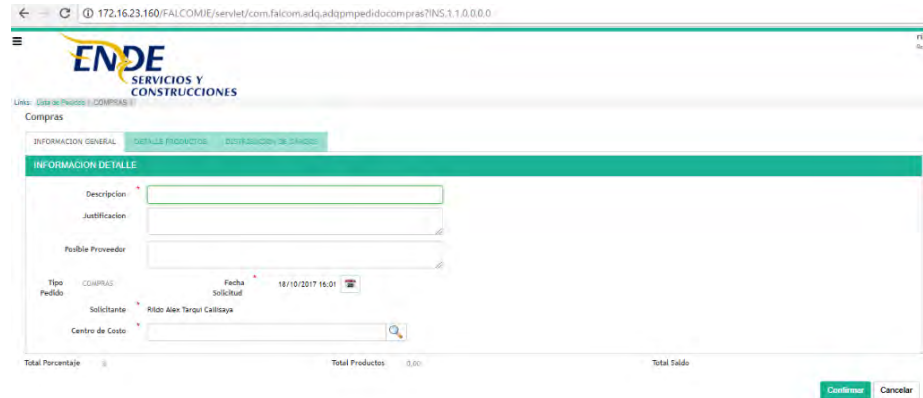 172.16.23.160/FALCOMJE/servlet/com.falcom.adq.adqpmpedidocompras?INS,1,1,0,0,0,0
ENDE
SERVICIOS Y
CONSTRUCCIONES
Links: Lista de Pedidos | COMPRAS |
Compras
INFORMACION GENERAL DETALLE PRODUCTOS DISTRIBUCION DE GASTOS
INFORMACION DETALLE
Descripcion *
Justificacion
Posible Proveedor
Tipo Pedido COMPRAS Fecha Solicitud * 18/10/2017 16:01
Solicitante * Rildo Alex Tarqui Callisaya
Centro de Costo *
Total Porcentaje 0 Total Productos 0,00 Total Saldo
Confirmar Cancelar